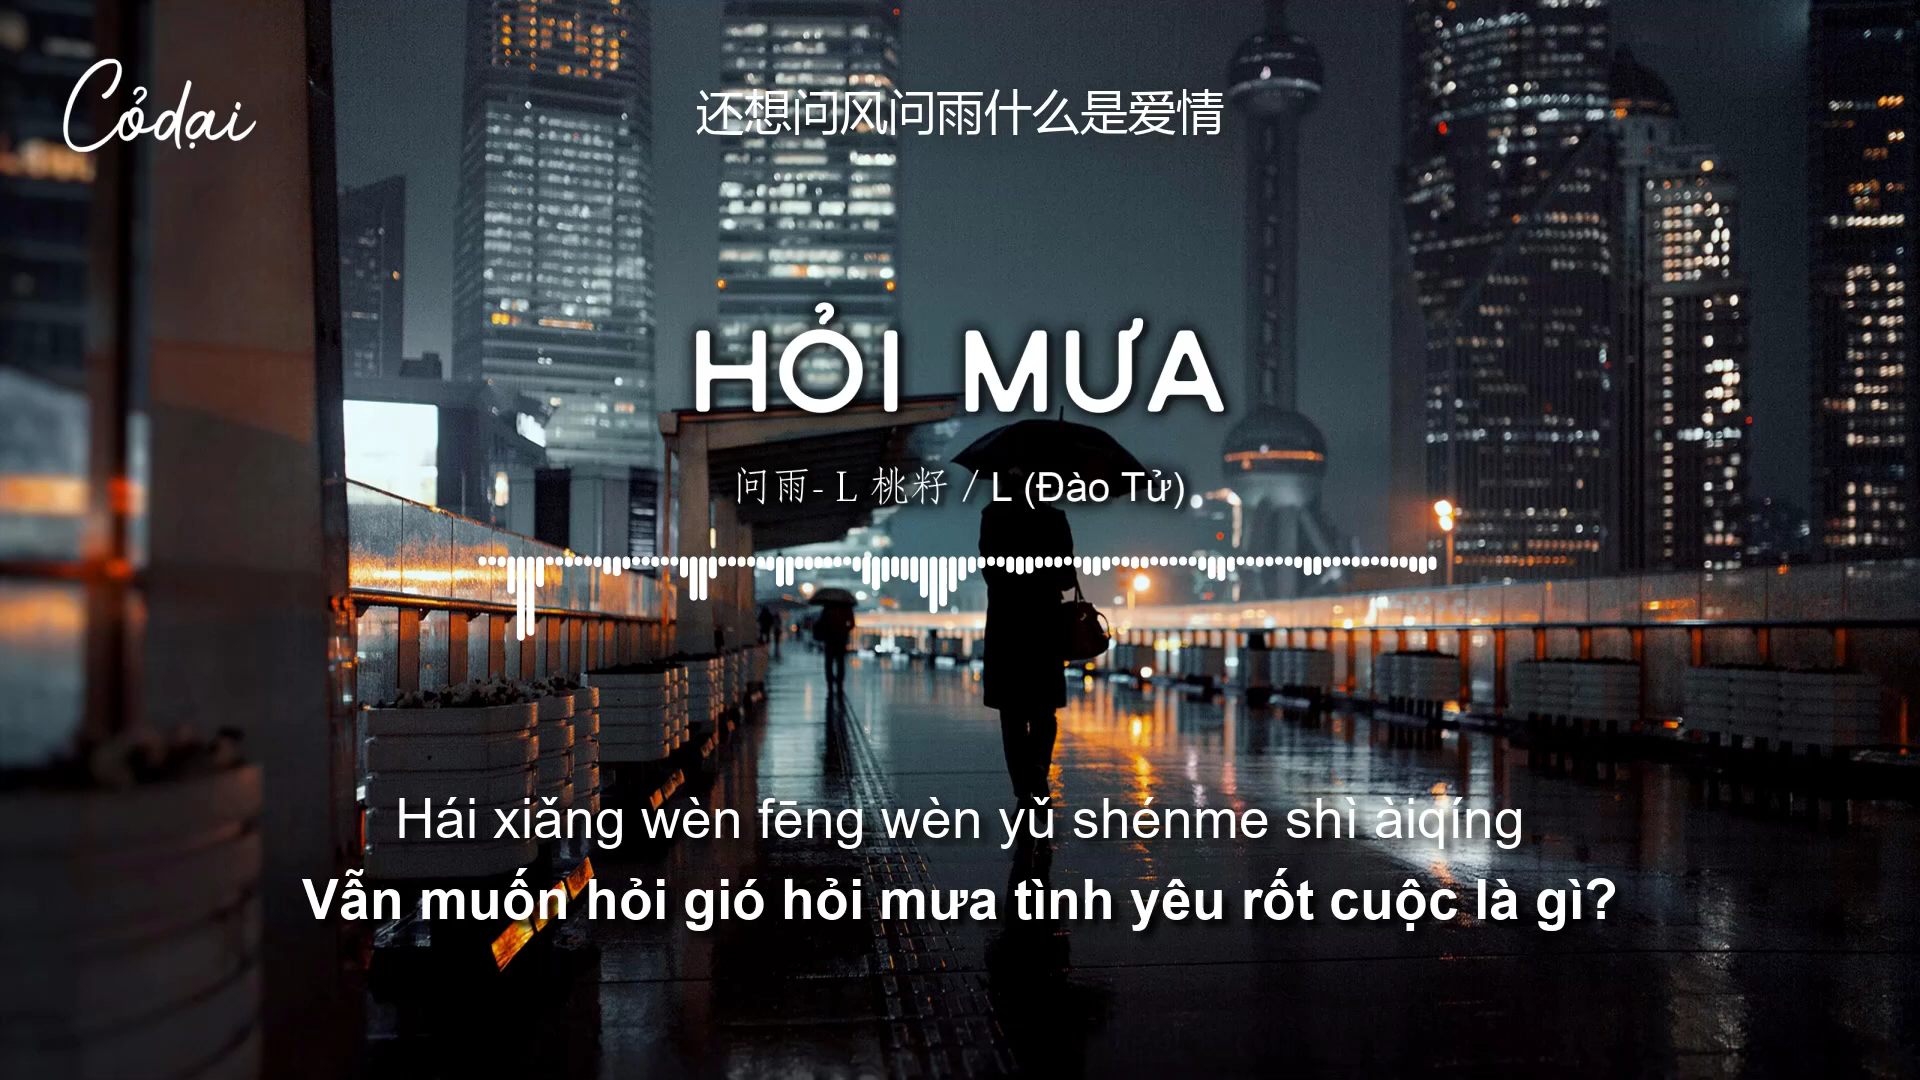 Cỏdại
还想问风问雨什么是爱情
HỎI MƯA
问雨- L 桃籽 / L (Đào Tử)
Hái xiǎng wèn fēng wèn yǔ shénme shì àiqíng
Vẫn muốn hỏi gió hỏi mưa tình yêu rốt cuộc là gì?